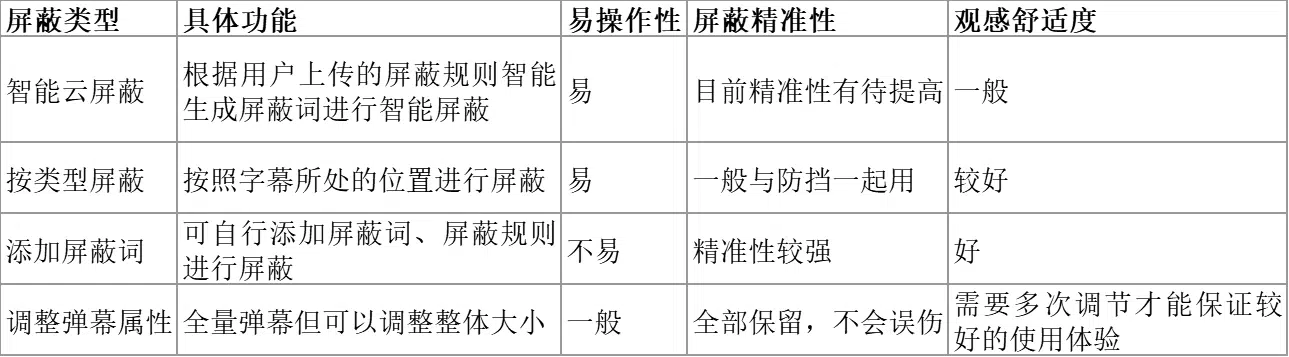 屏蔽类型 具体功能 易操作性 屏蔽精准性 观感舒适度
智能云屏蔽 根据用户上传的屏蔽规则智能
生成屏蔽词进行智能屏蔽 易 目前精准性有待提高 一般
按类型屏蔽 按照字幕所处的位置进行屏蔽 易 一般与防挡一起用 较好
添加屏蔽词 可自行添加屏蔽词、屏蔽规则
进行屏蔽 不易 精准性较强 好
调整弹幕属性 全量弹幕但可以调整整体大小 一般 全部保留，不会误伤 需要多次调节才能保证较
好的使用体验